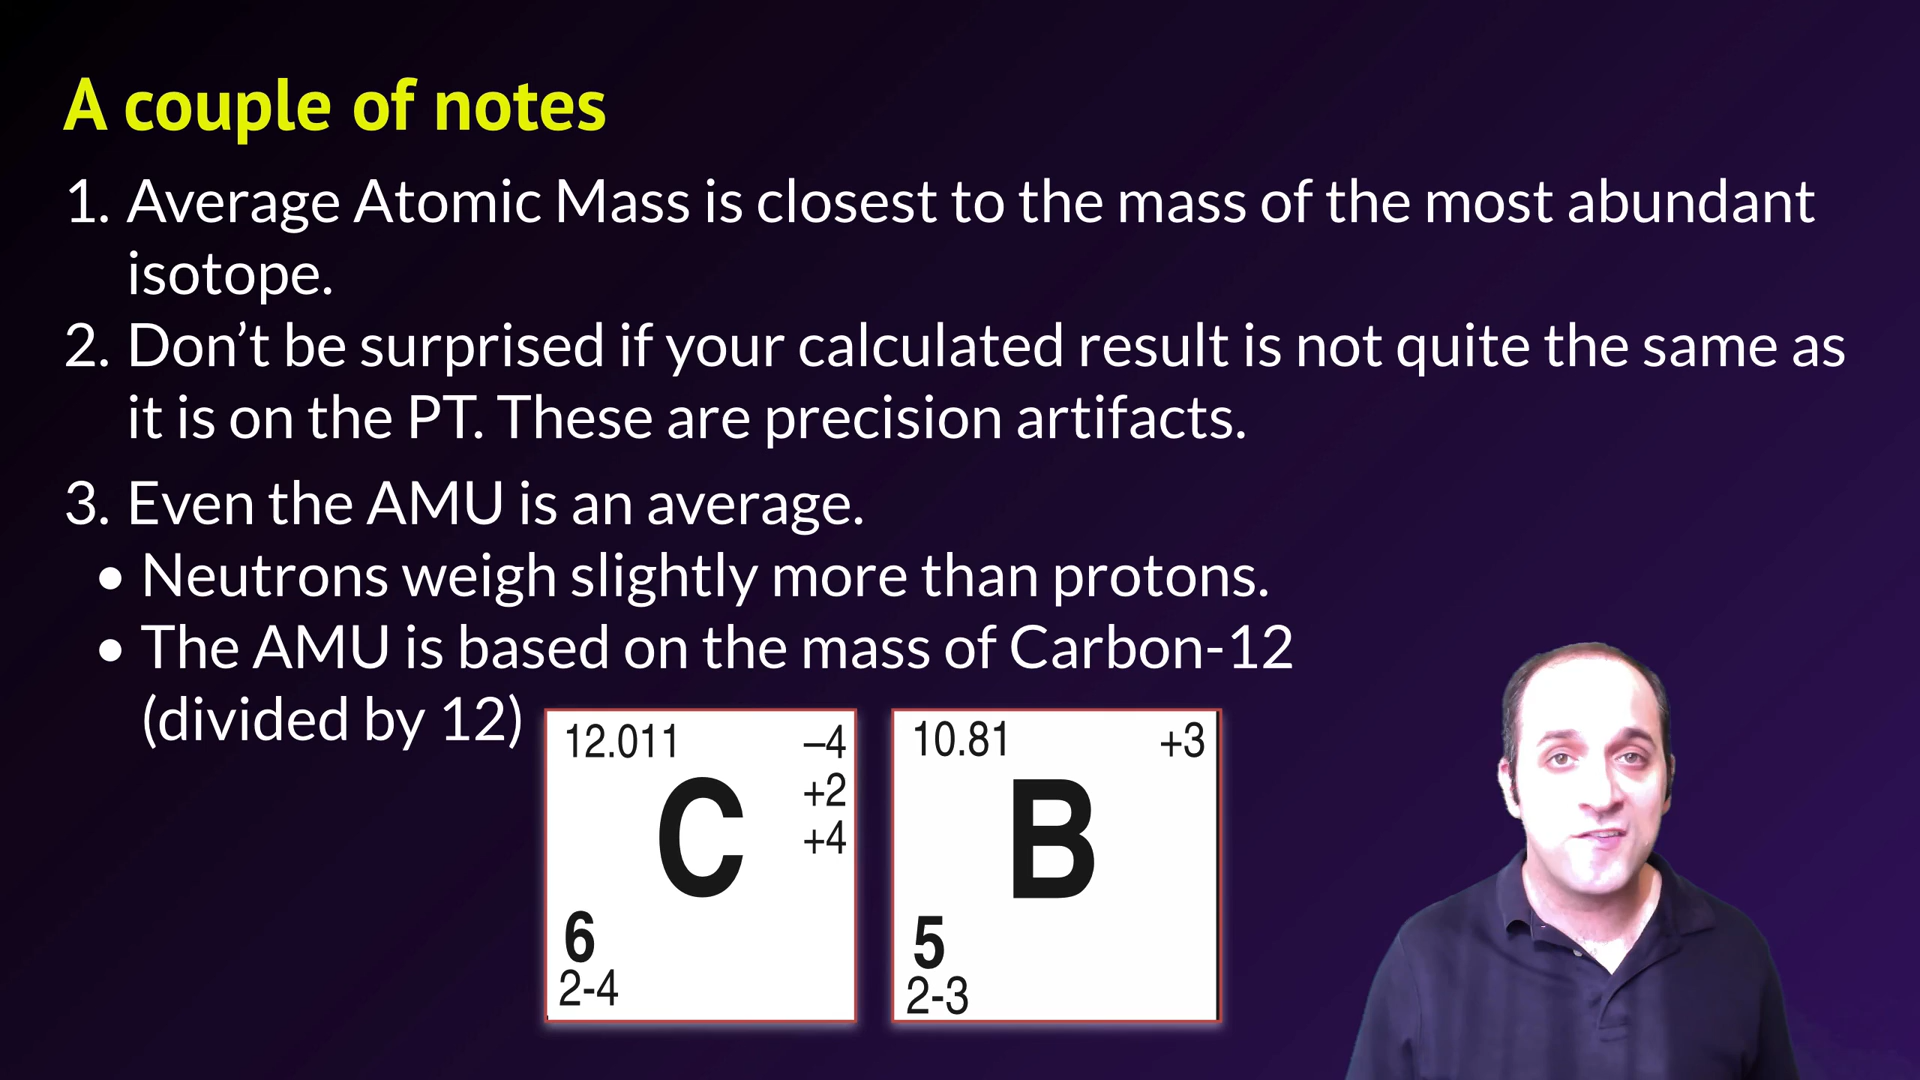 A couple of notes
1. Average Atomic Mass is closest to the mass of the most abundant
isotope.
2. Don’t be surprised if your calculated result is not quite the same as
it is on the PT. These are precision artifacts.
3. Even the AMU is an average.
• Neutrons weigh slightly more than protons.
• The AMU is based on the mass of Carbon-12
(divided by 12)
12.011 –4
+2
+4
C
6
2-4
10.81 +3
B
5
2-3